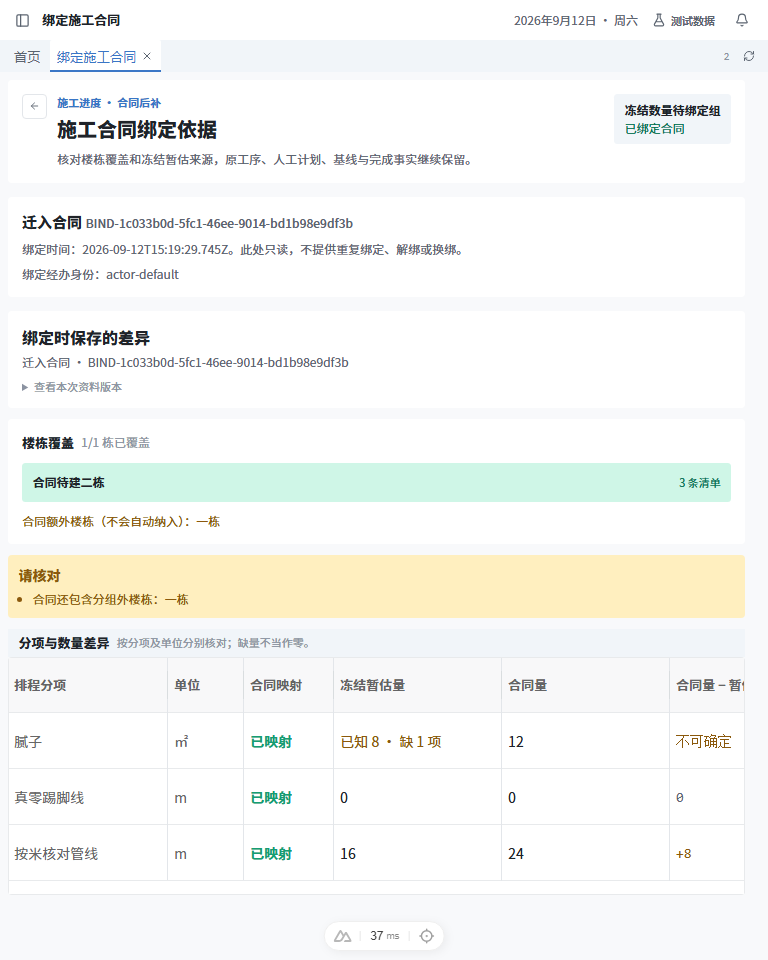 绑定施工合同
2026年9月12日 · 周六 测试数据
首页 绑定施工合同 2
施工进度 · 合同后补
施工合同绑定依据
核对楼栋覆盖和冻结暂估来源，原工序、人工计划、基线与完成事实继续保留。
冻结数量待绑定组
已绑定合同
迁入合同 BIND-1c033b0d-5fc1-46ee-9014-bd1b98e9df3b
绑定时间：2026-09-12T15:19:29.745Z。此处只读，不提供重复绑定、解绑或换绑。
绑定经办身份：actor-default
绑定时保存的差异
迁入合同 · BIND-1c033b0d-5fc1-46ee-9014-bd1b98e9df3b
查看本次资料版本
楼栋覆盖 1/1 栋已覆盖
合同待建二栋 3 条清单
合同额外楼栋（不会自动纳入）：一栋
请核对
合同还包含分组外楼栋：一栋
分项与数量差异 按分项及单位分别核对；缺量不当作零。
排程分项 单位 合同映射 冻结暂估量 合同量 合同量 − 暂
腻子 ㎡ 已映射 已知 8 · 缺 1 项 12 不可确定
真零踢脚线 m 已映射 0 0 0
按米核对管线 m 已映射 16 24 +8
37 ms